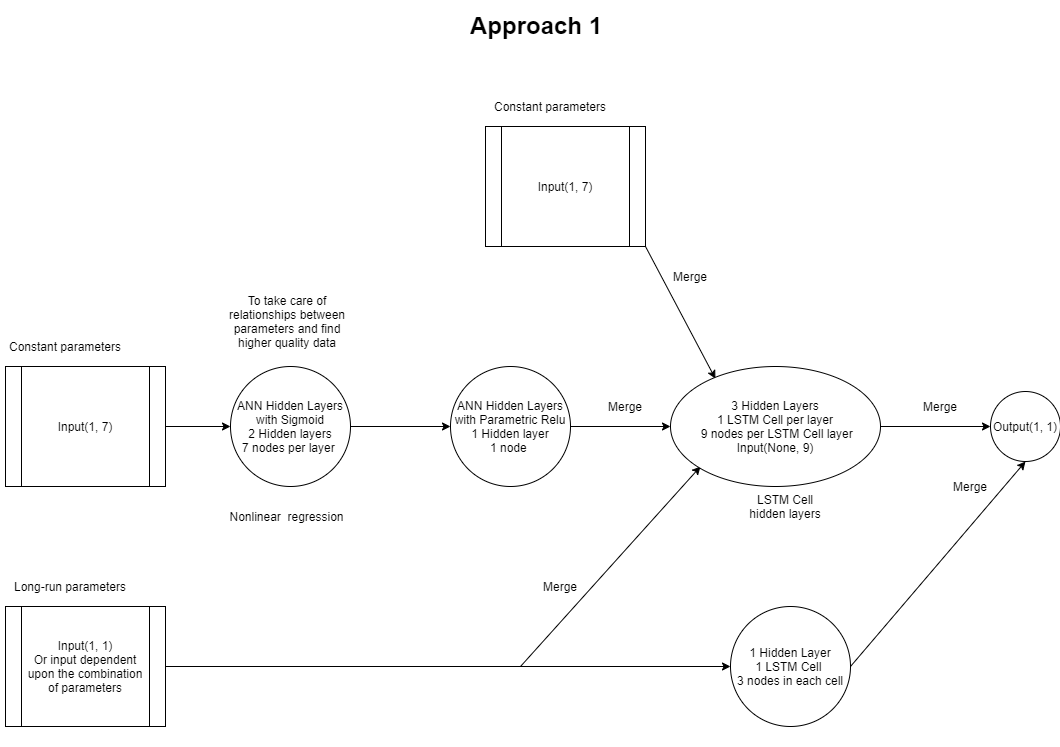 Approach 1
Constant parameters
Input(1, 7)
Merge
To take care of
relationships between
parameters and find
higher quality data
Constant parameters
Input(1, 7)
ANN Hidden Layers
with Sigmoid
2 Hidden layers
7 nodes per layer
Nonlinear regression
ANN Hidden Layers
with Parametric Relu
1 Hidden layer
1 node
Merge
3 Hidden Layers
1 LSTM Cell per layer
9 nodes per LSTM Cell layer
Input(None, 9)
LSTM Cell
hidden layers
Merge
Output(1, 1)
Merge
Long-run parameters
Input(1, 1)
Or input dependent
upon the combination
of parameters
Merge
1 Hidden Layer
1 LSTM Cell
3 nodes in each cell